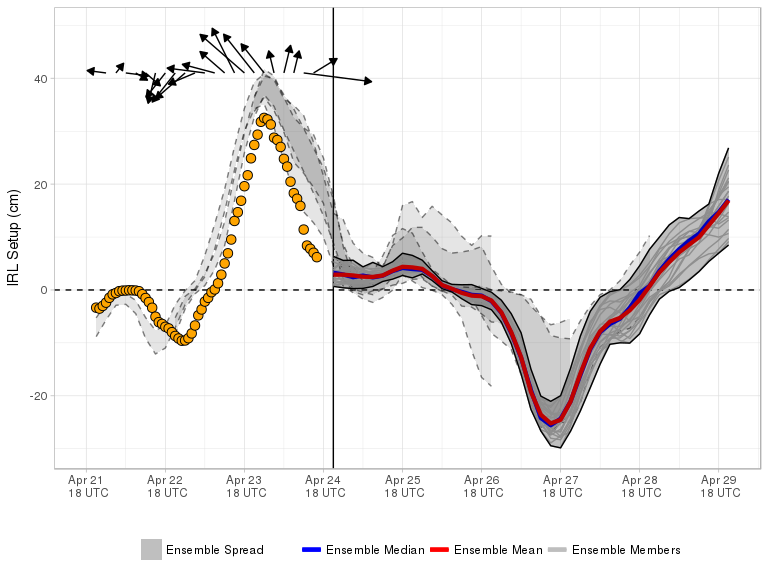 IRL Setup (cm)
40
20
0
-20
Apr 21 Apr 22 Apr 23 Apr 24 Apr 25 Apr 26 Apr 27 Apr 28 Apr 29
18 UTC 18 UTC 18 UTC 18 UTC 18 UTC 18 UTC 18 UTC 18 UTC 18 UTC
Ensemble Spread Ensemble Median Ensemble Mean Ensemble Members